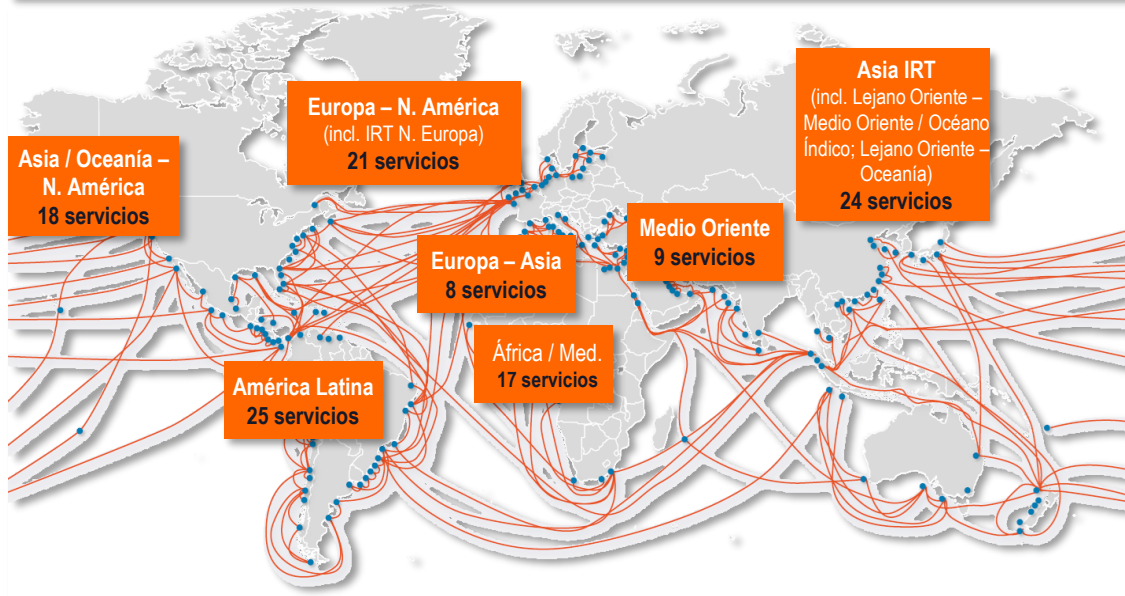 Asia / Oceanía –
N. América
18 servicios
Europa – N. América
(incl. IRT N. Europa)
21 servicios
Asia IRT
(incl. Lejano Oriente –
Medio Oriente / Océano
Índico; Lejano Oriente –
Oceanía)
24 servicios
Europa – Asia
8 servicios
Medio Oriente
9 servicios
América Latina
25 servicios
África / Med.
17 servicios